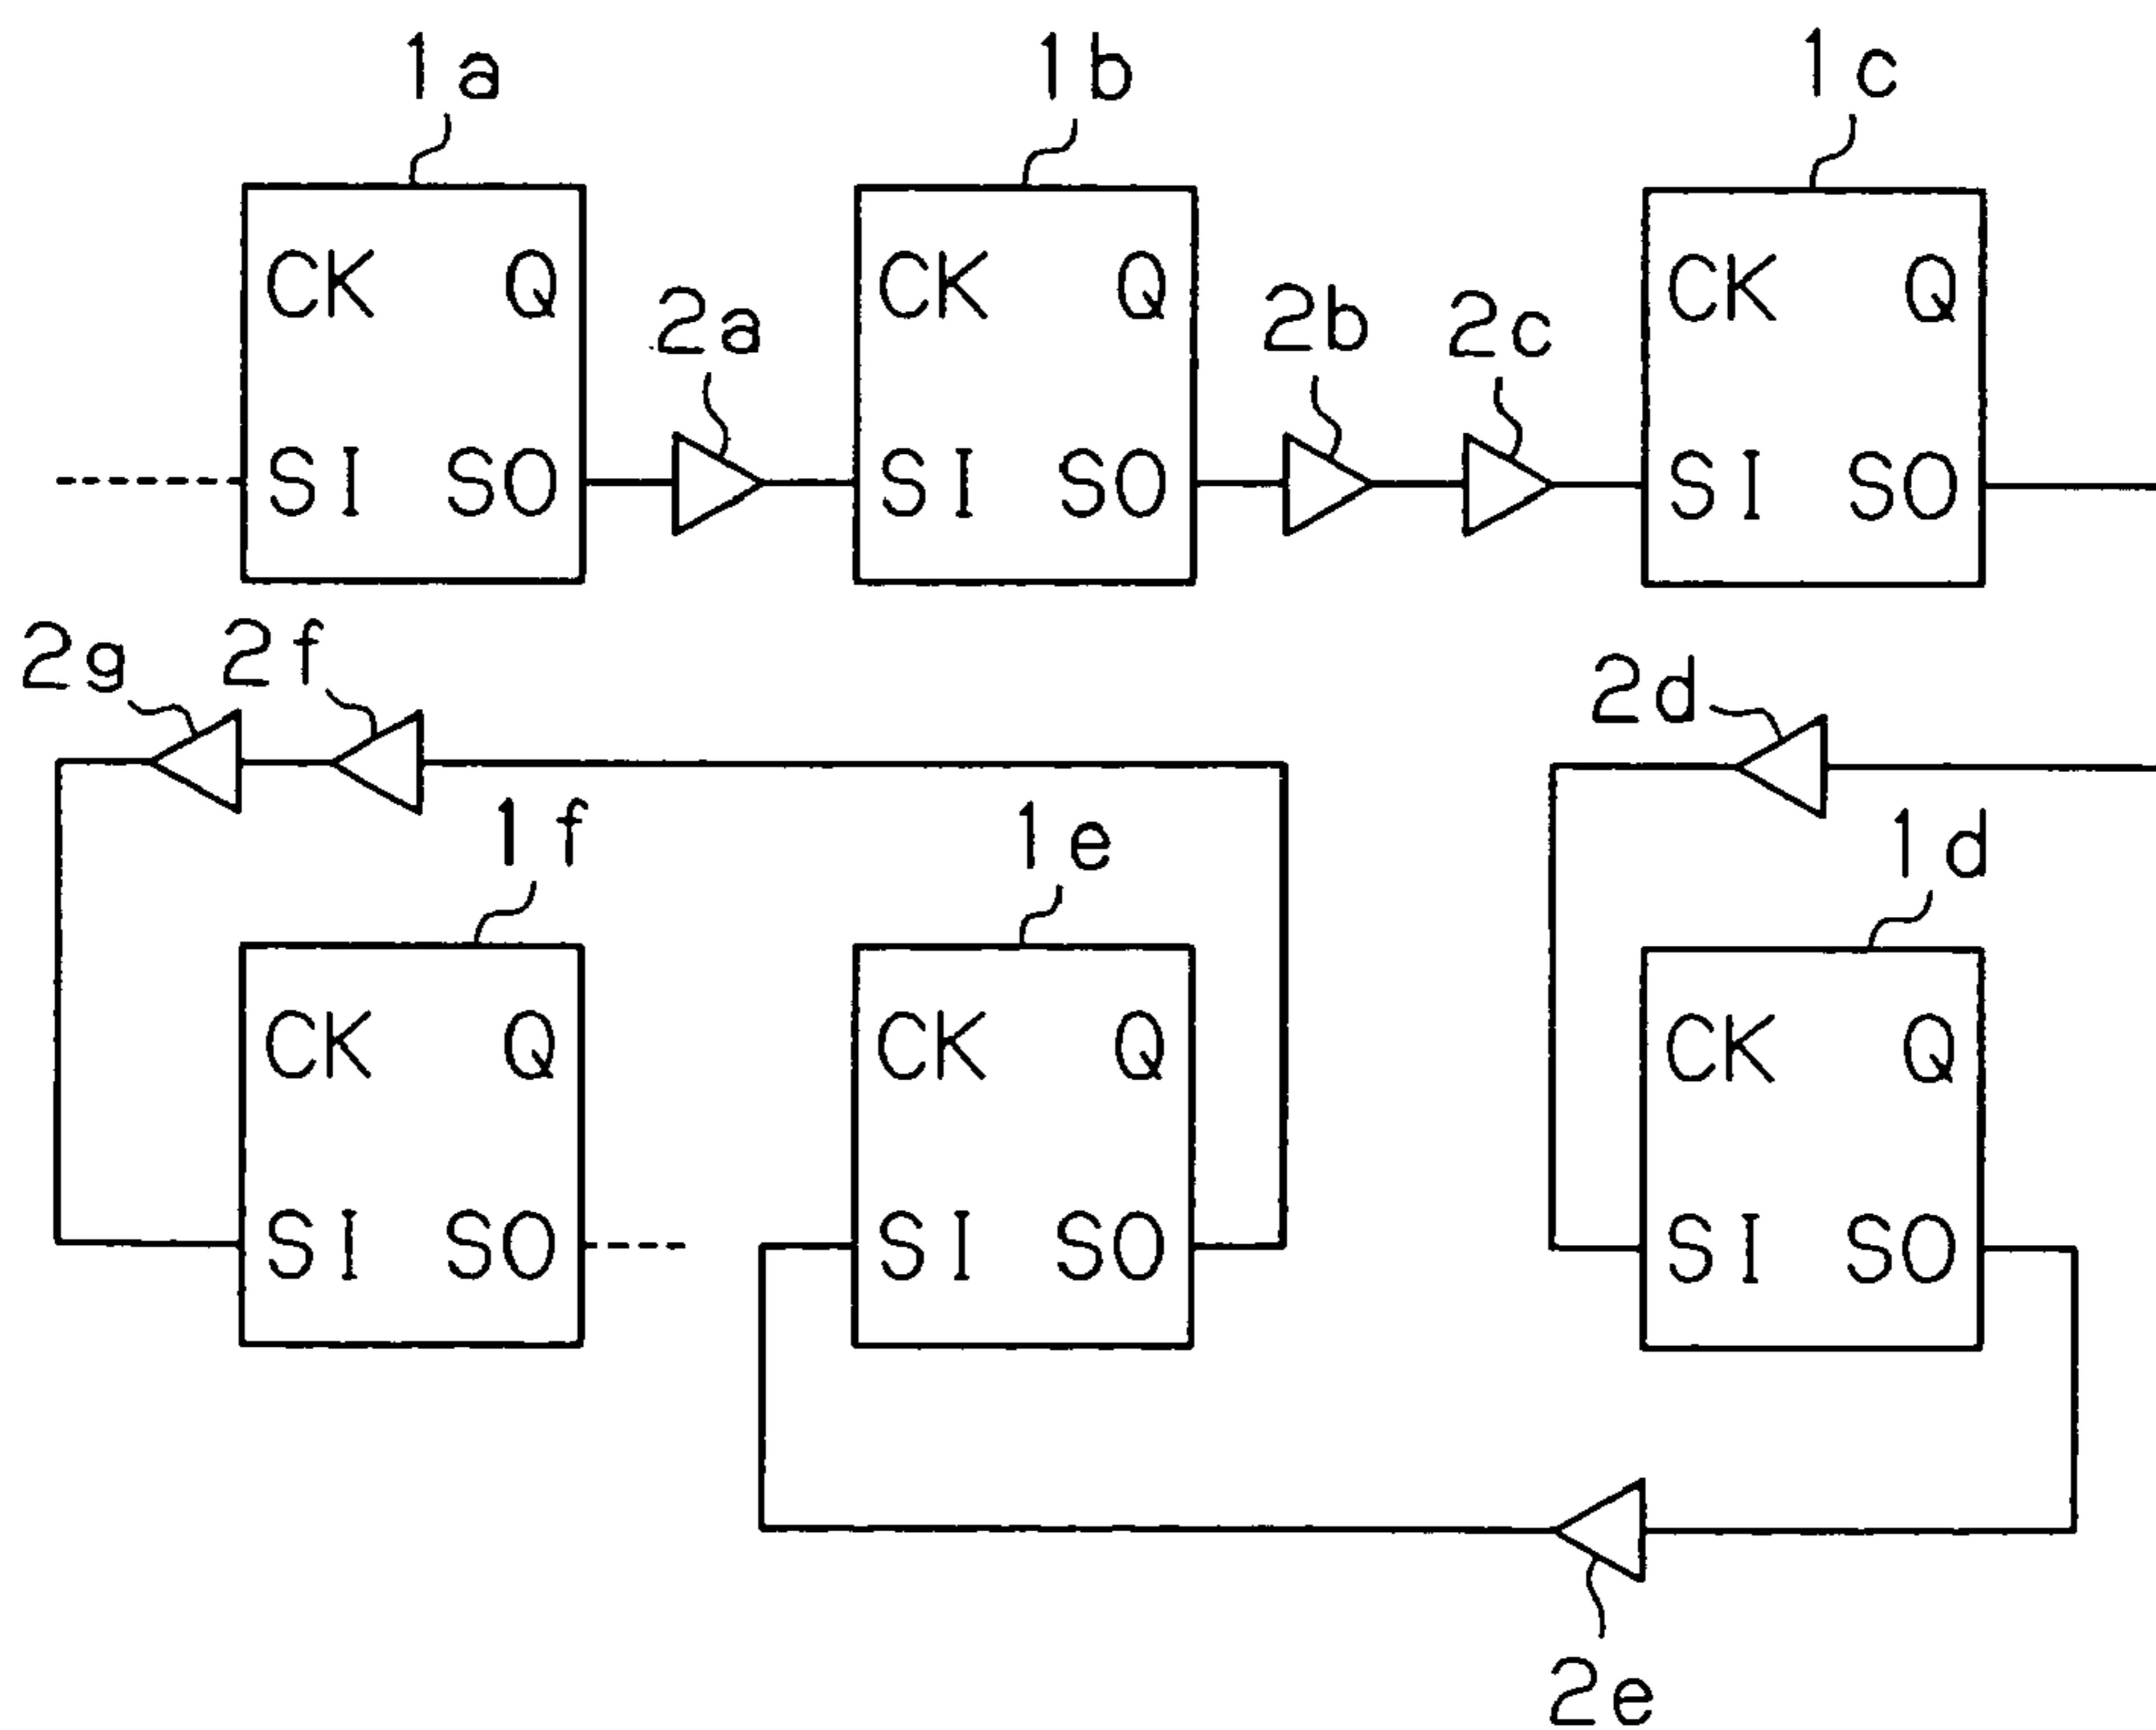 1a 1b 1c
CK Q CK Q CK Q
2a 2b 2c
SI SO SI SO SI SO
2g 2f 2d
1f 1e 1d
CK Q CK Q CK Q
SI SO SI SO SI SO
2e